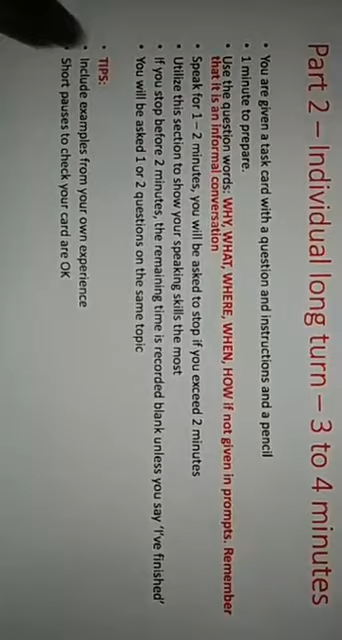 Part 2 – Individual long turn – 3 to 4 minutes
• You are given a task card with a question and instructions and a pencil
• 1 minute to prepare.
• Use the question words: WHY, WHAT, WHERE, WHEN, HOW if not given in prompts. Remember
that it is an informal conversation
• Speak for 1 – 2 minutes, you will be asked to stop if you exceed 2 minutes
• Utilize this section to show your speaking skills the most
• If you stop before 2 minutes, the remaining time is recorded blank unless you say 'I've finished'
• You will be asked 1 or 2 questions on the same topic
• TIPS:
• Include examples from your own experience
• Short pauses to check your card are OK